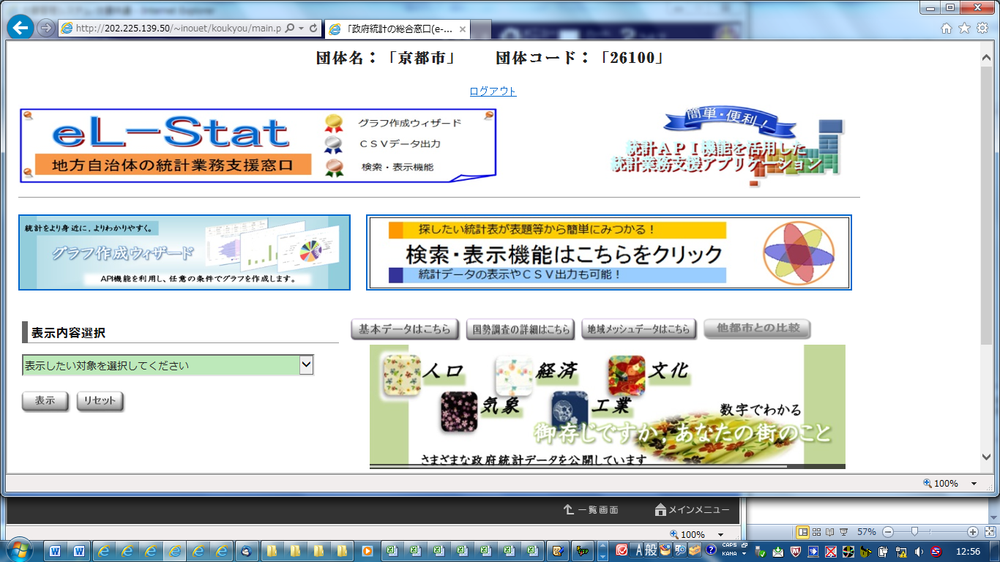 http://202.225.139.50/~inouet/koukyou/main.p
「政府統計の総合窓口(e-...
団体名：「京都市」 団体コード：「26100」
ログアウト
eL-Stat
地方自治体の統計業務支援窓口
グラフ作成ウィザード
ＣＳＶデータ出力
検索・表示機能
簡単・便利！
統計ＡＰＩ機能を活用した
統計業務支援アプリケーション
統計をより身近に，よりわかりやすく。
グラフ作成ウィザード
API機能を利用し、任意の条件でグラフを作成します。
探したい統計表が表題等から簡単にみつかる！
検索・表示機能はこちらをクリック
統計データの表示やＣＳＶ出力も可能！
表示内容選択
表示したい対象を選択してください
表示
リセット
基本データはこちら
国勢調査の詳細はこちら
地域メッシュデータはこちら
他都市との比較
人口
経済
文化
気象
工業
数字でわかる
御存じですか，あなたの街のこと
さまざまな政府統計データを公開しています
100%
一覧画面
メインメニュー
100%
57%
A 般
CAPS
KANA
12:56